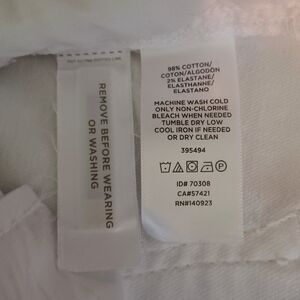 REMOVE BEFORE WEARING
OR WASHING
98% COTTON/
COTON/ALGODÓN
2% ELASTANE/
ELASTHANNE/
ELASTANO
MACHINE WASH COLD
ONLY NON-CHLORINE
BLEACH WHEN NEEDED
TUMBLE DRY LOW
COOL IRON IF NEEDED
OR DRY CLEAN
395494
ID# 70308
CA#57421
RN#140923